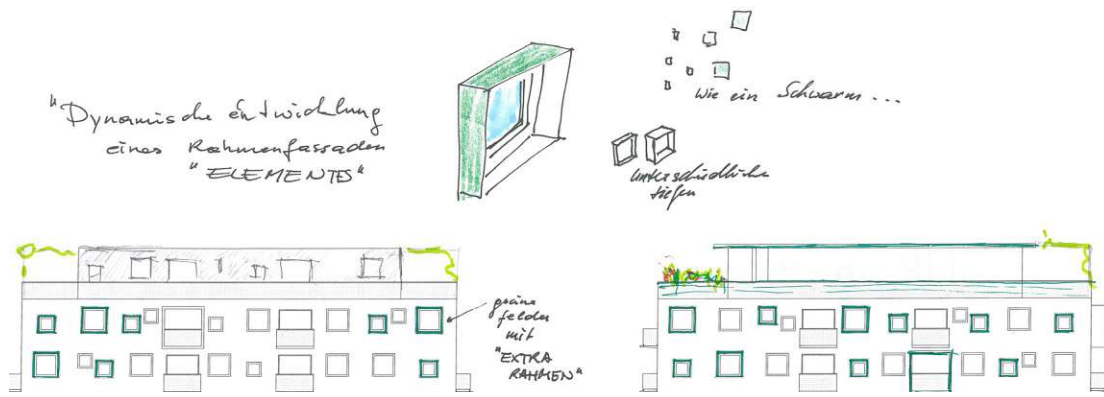 "Dynamische Entwicklung
eines Rahmenfassaden
"ELEMENTES"
Wie ein Schwarm ...
unterschiedliche
tiefen
grüne
felder
mit
"EXTRA
RAHMEN"